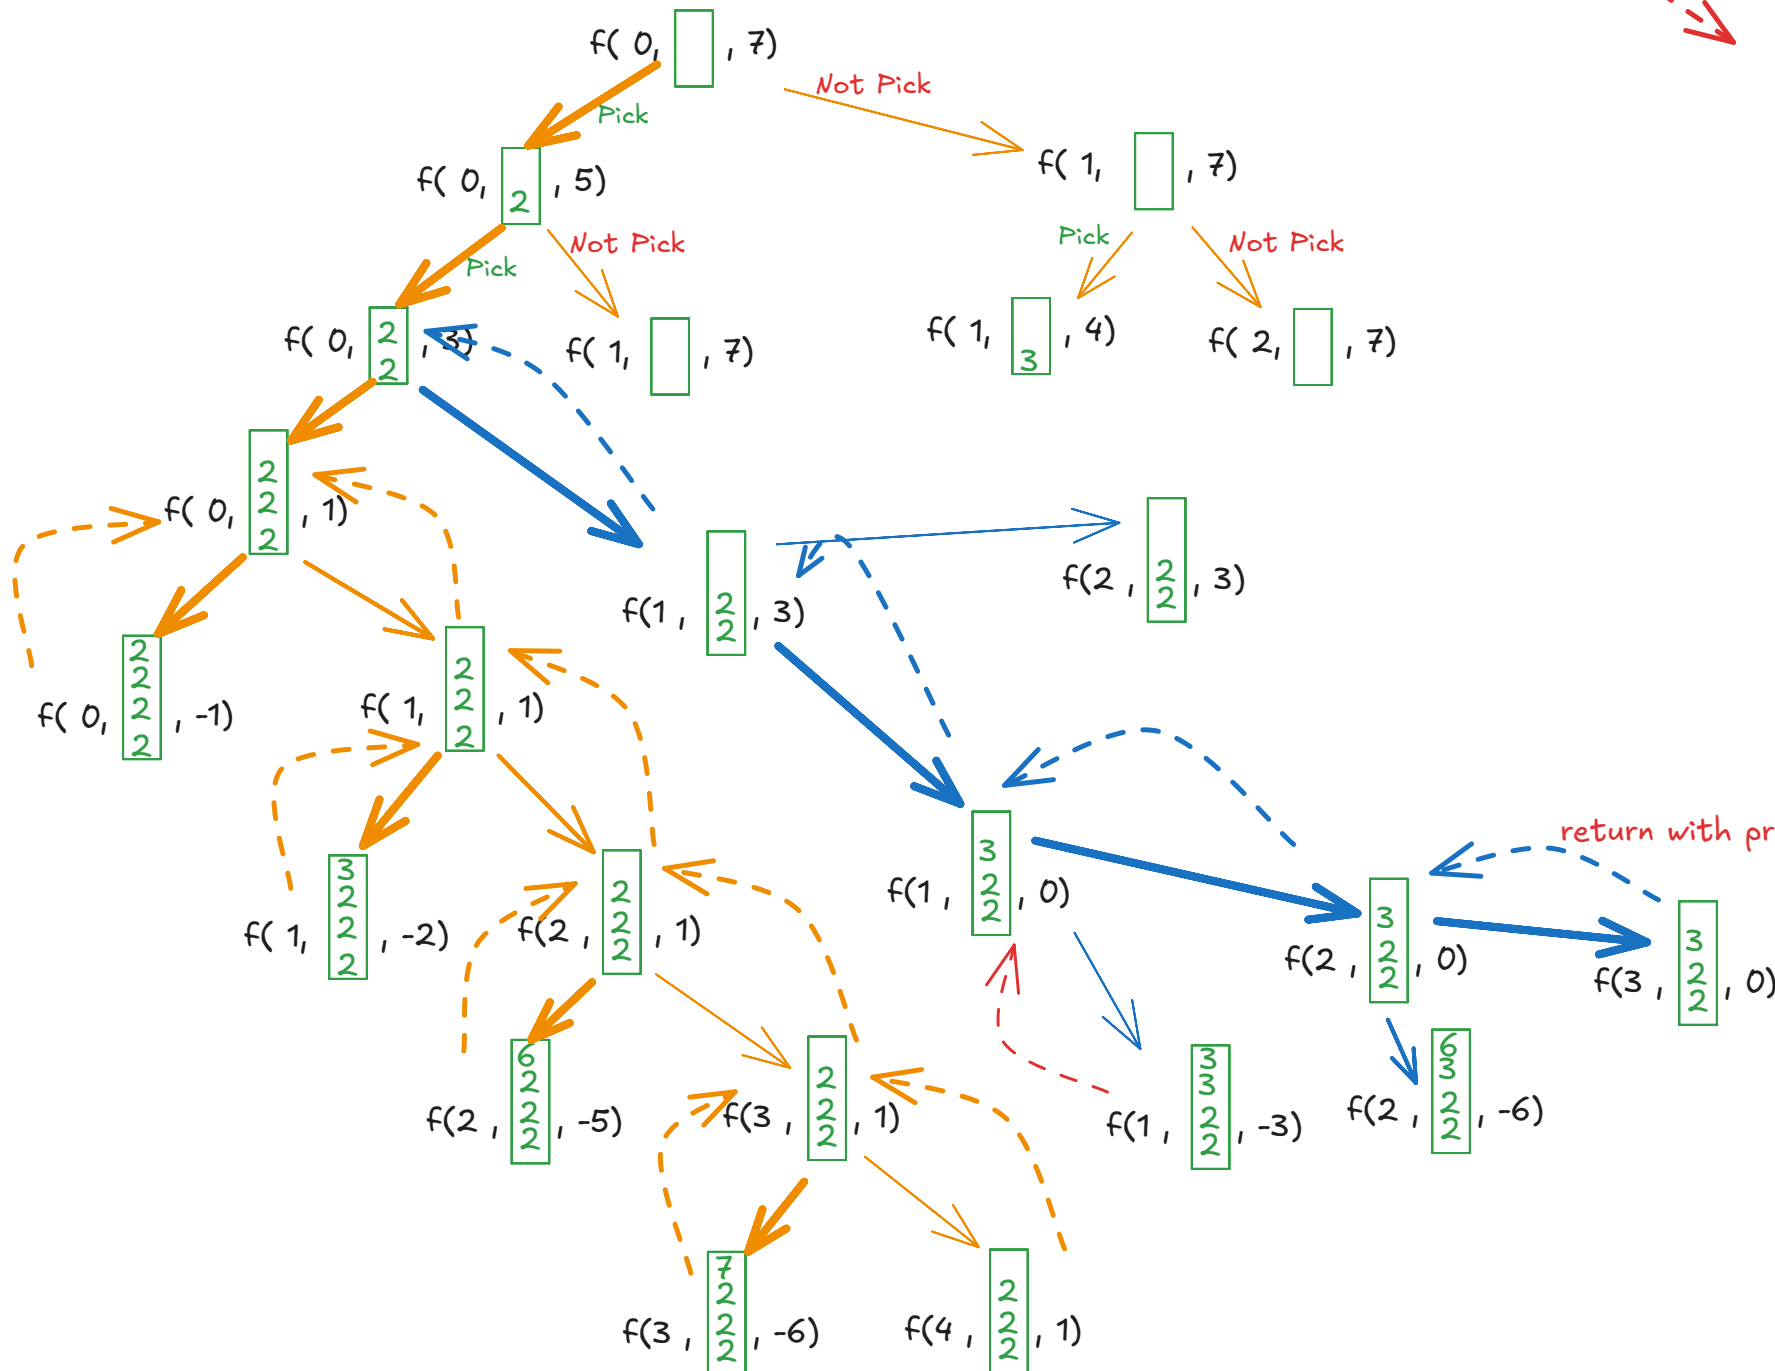 f( 0, , 7)
Pick
Not Pick
f( 0, 2 , 5)
f( 1, , 7)
Pick
Not Pick
Pick
Not Pick
f( 0, 2 2 , 3)
f( 1, , 7)
f( 1, 3 , 4)
f( 2, , 7)
f( 0, 2 2 2 , 1)
f(1 , 2 2 , 3)
f(2 , 2 2 , 3)
f( 0, 2 2 2 2 , -1)
f( 1, 2 2 2 , 1)
return with pr
f( 1, 3 2 2 2 , -2)
f(2 , 2 2 2 , 1)
f(1 , 3 2 2 , 0)
f(2 , 3 2 2 , 0)
f(3 , 3 2 2 , 0)
f(2 , 6 2 2 2 , -5)
f(3 , 2 2 2 , 1)
f(1 , 3 3 2 2 , -3)
f(2 , 6 3 2 2 , -6)
f(3 , 7 2 2 2 , -6)
f(4 , 2 2 2 , 1)